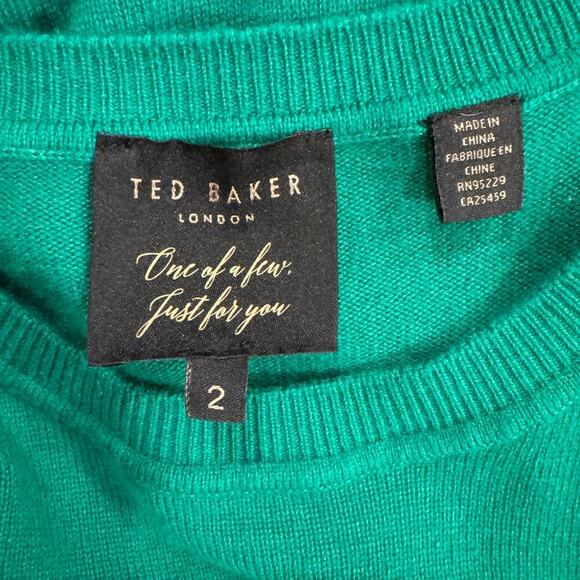 TED BAKER
LONDON
One of a few,
Just for you
2
MADE IN
CHINA
FABRIQUE EN
CHINE
RN95229
CA25459